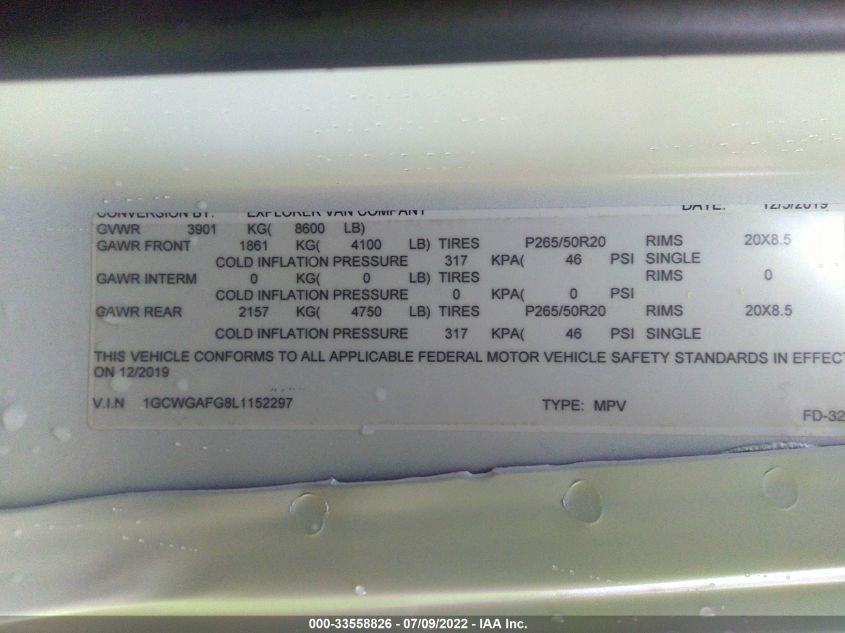 CONVERSION BY: EXPLORER VAN COMPANY DATE: 12/5/2019
GVWR 3901 KG( 8600 LB)
GAWR FRONT 1861 KG( 4100 LB) TIRES P265/50R20 RIMS 20X8.5
COLD INFLATION PRESSURE 317 KPA( 46 PSI SINGLE
GAWR INTERM 0 KG( 0 LB) TIRES RIMS 0
COLD INFLATION PRESSURE 0 KPA( 0 PSI
GAWR REAR 2157 KG( 4750 LB) TIRES P265/50R20 RIMS 20X8.5
COLD INFLATION PRESSURE 317 KPA( 46 PSI SINGLE
THIS VEHICLE CONFORMS TO ALL APPLICABLE FEDERAL MOTOR VEHICLE SAFETY STANDARDS IN EFFECT
ON 12/2019
V.I.N 1GCWGAFG8L1152297 TYPE: MPV
FD-32
000-33558826 - 07/09/2022 - IAA Inc.